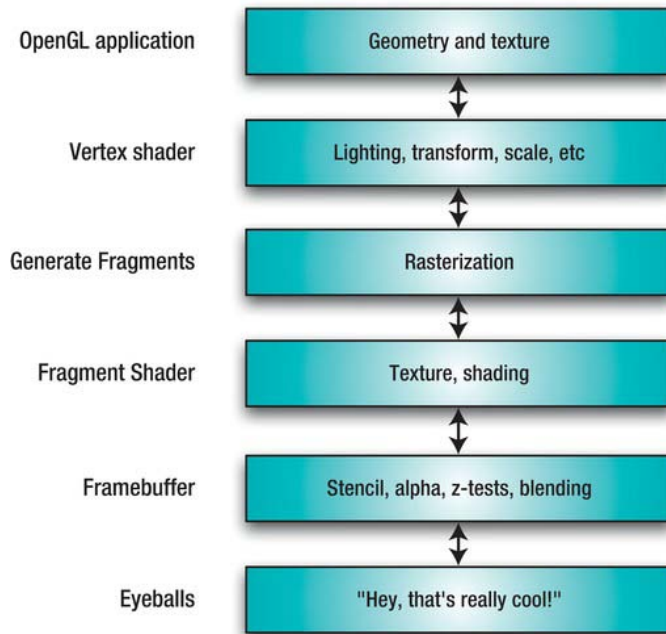 OpenGL application
Geometry and texture
Vertex shader
Lighting, transform, scale, etc
Generate Fragments
Rasterization
Fragment Shader
Texture, shading
Framebuffer
Stencil, alpha, z-tests, blending
Eyeballs
"Hey, that's really cool!"